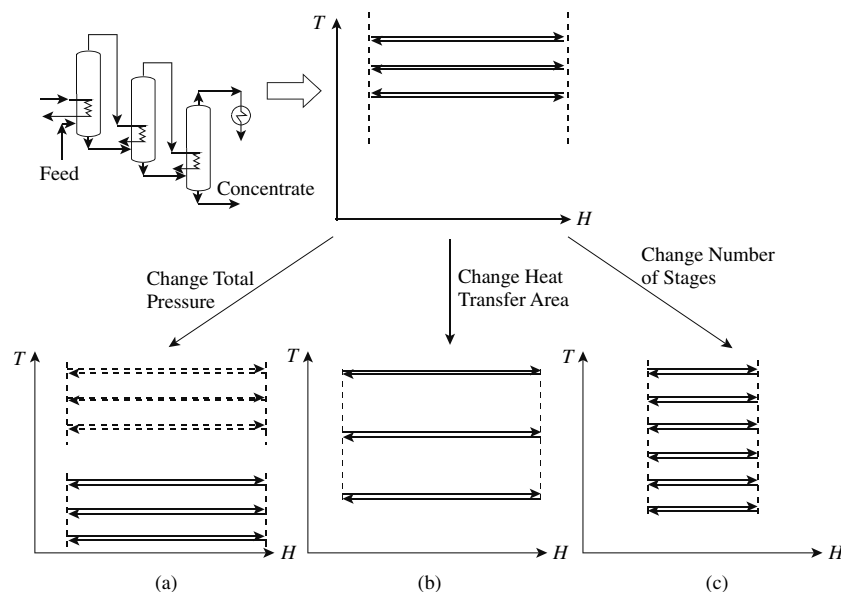 T
Feed
Concentrate
H
Change Total
Pressure
Change Heat
Transfer Area
Change Number
of Stages
T
H
(a)
T
H
(b)
T
H
(c)